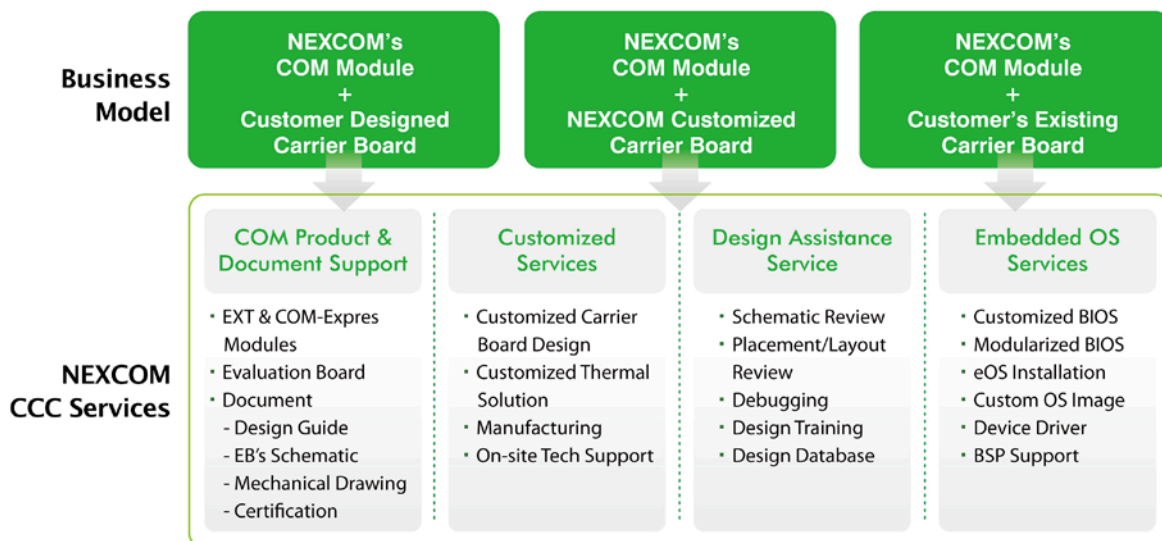 Business
Model
NEXCOM's
COM Module
+
Customer Designed
Carrier Board
NEXCOM's
COM Module
+
NEXCOM Customized
Carrier Board
NEXCOM's
COM Module
+
Customer's Existing
Carrier Board
NEXCOM
CCC Services
COM Product &
Document Support
• EXT & COM-Expres
Modules
• Evaluation Board
• Document
- Design Guide
- EB's Schematic
- Mechanical Drawing
- Certification
Customized
Services
• Customized Carrier
Board Design
• Customized Thermal
Solution
• Manufacturing
• On-site Tech Support
Design Assistance
Service
• Schematic Review
• Placement/Layout
Review
• Debugging
• Design Training
• Design Database
Embedded OS
Services
• Customized BIOS
• Modularized BIOS
• eOS Installation
• Custom OS Image
• Device Driver
• BSP Support